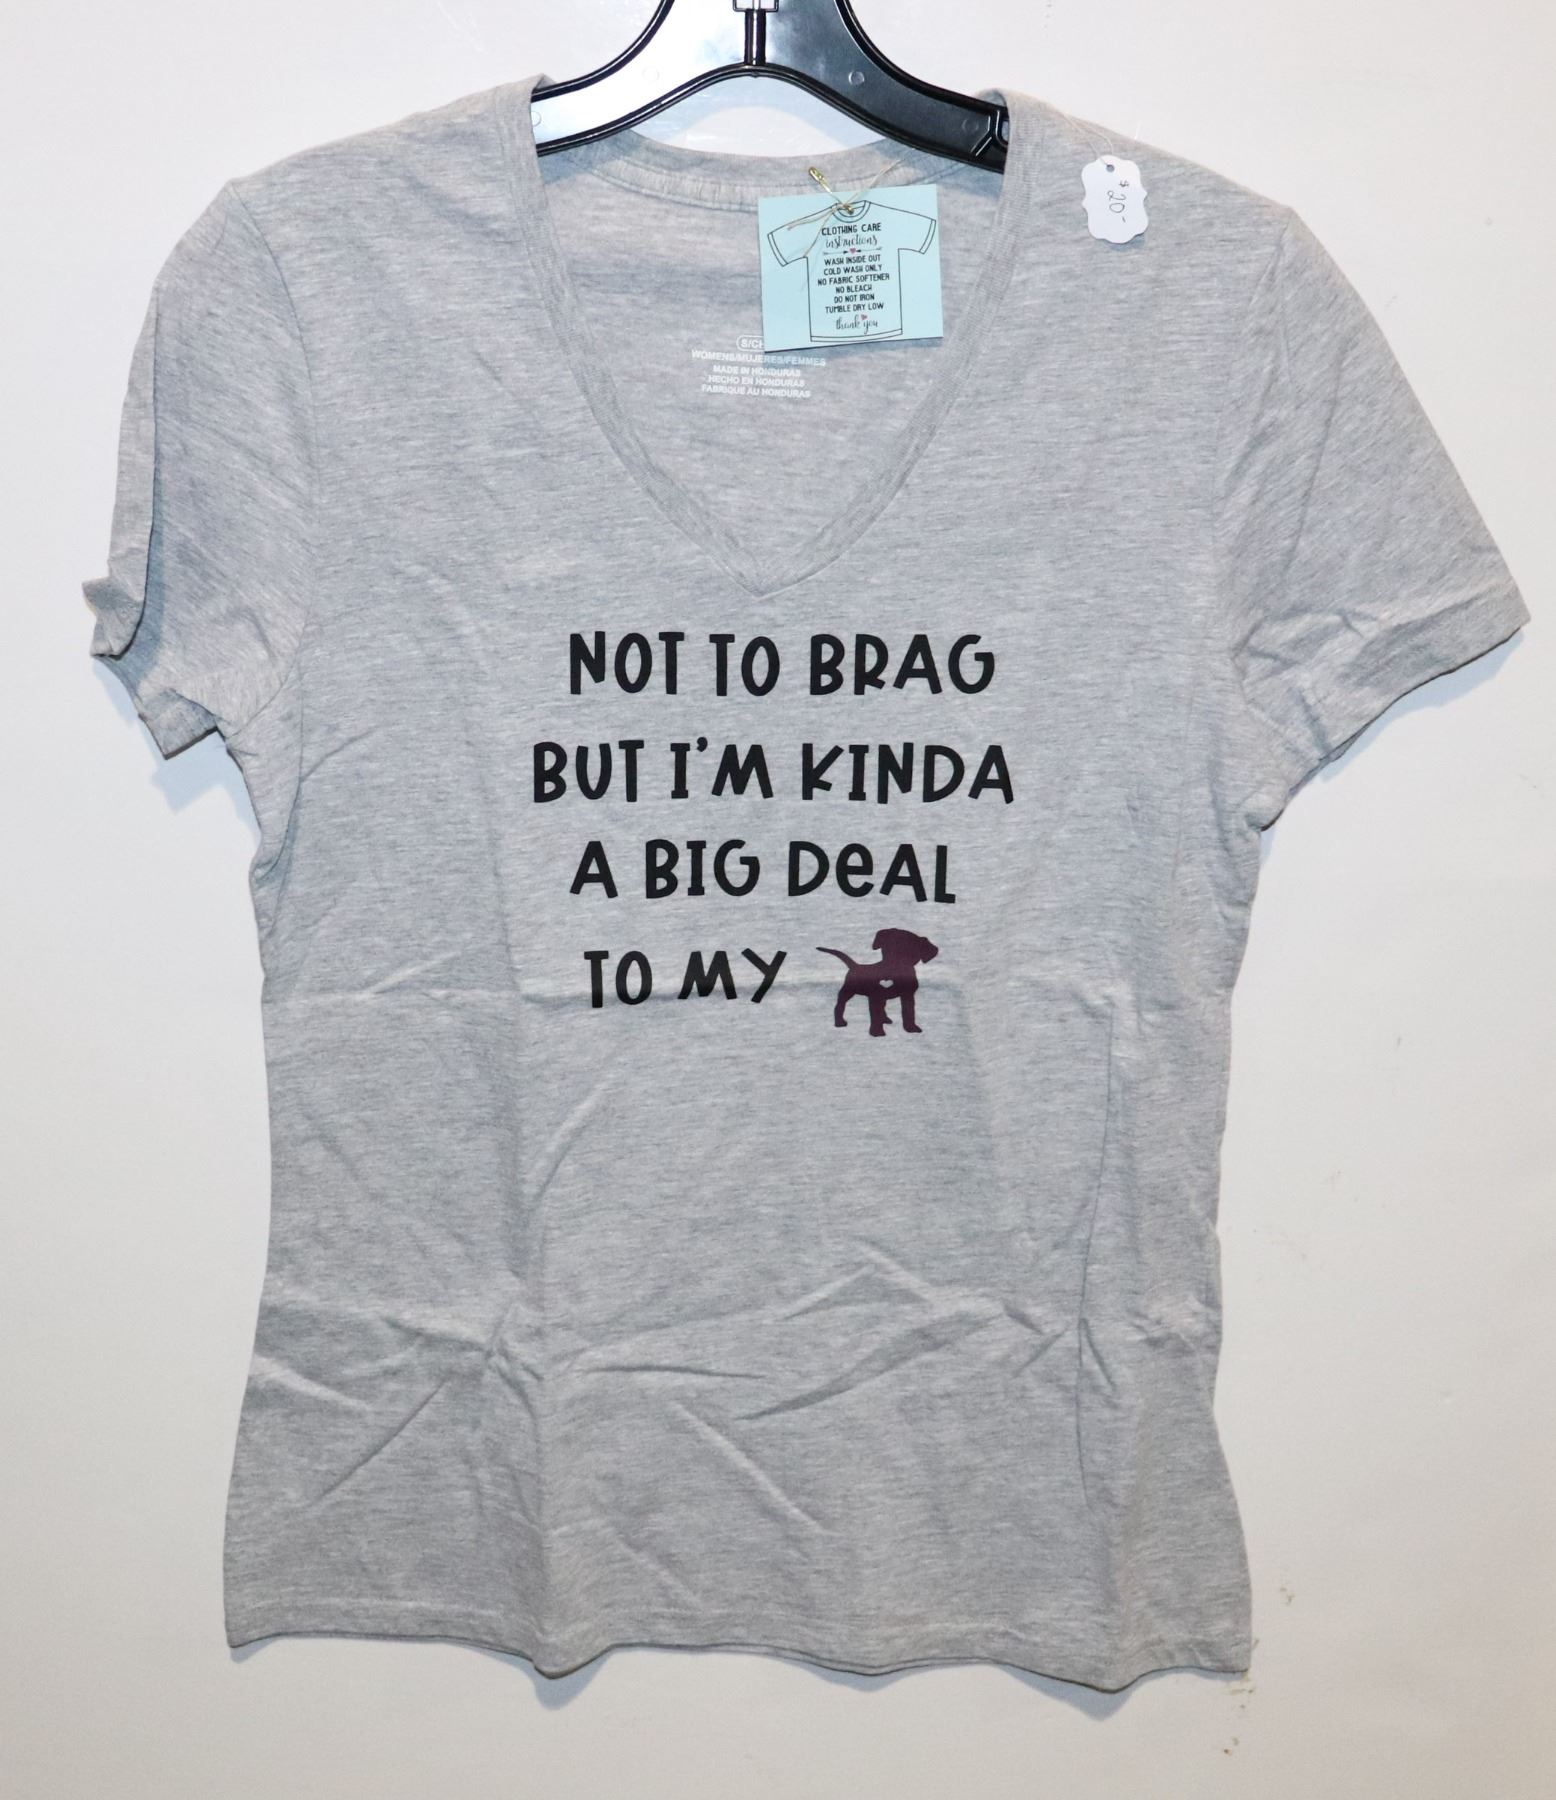 $20-
CLOTHING CARE
instructions
WASH INSIDE OUT
COLD WASH ONLY
NO FABRIC SOFTENER
NO BLEACH
DO NOT IRON
TUMBLE DRY LOW
thank you
S/CH
WOMENS/MUJERES/FEMMES
MADE IN HONDURAS
HECHO EN HONDURAS
FABRIQUE AU HONDURAS
NOT TO BRAG
BUT I'M KINDA
A BIG DeAL
TO MY